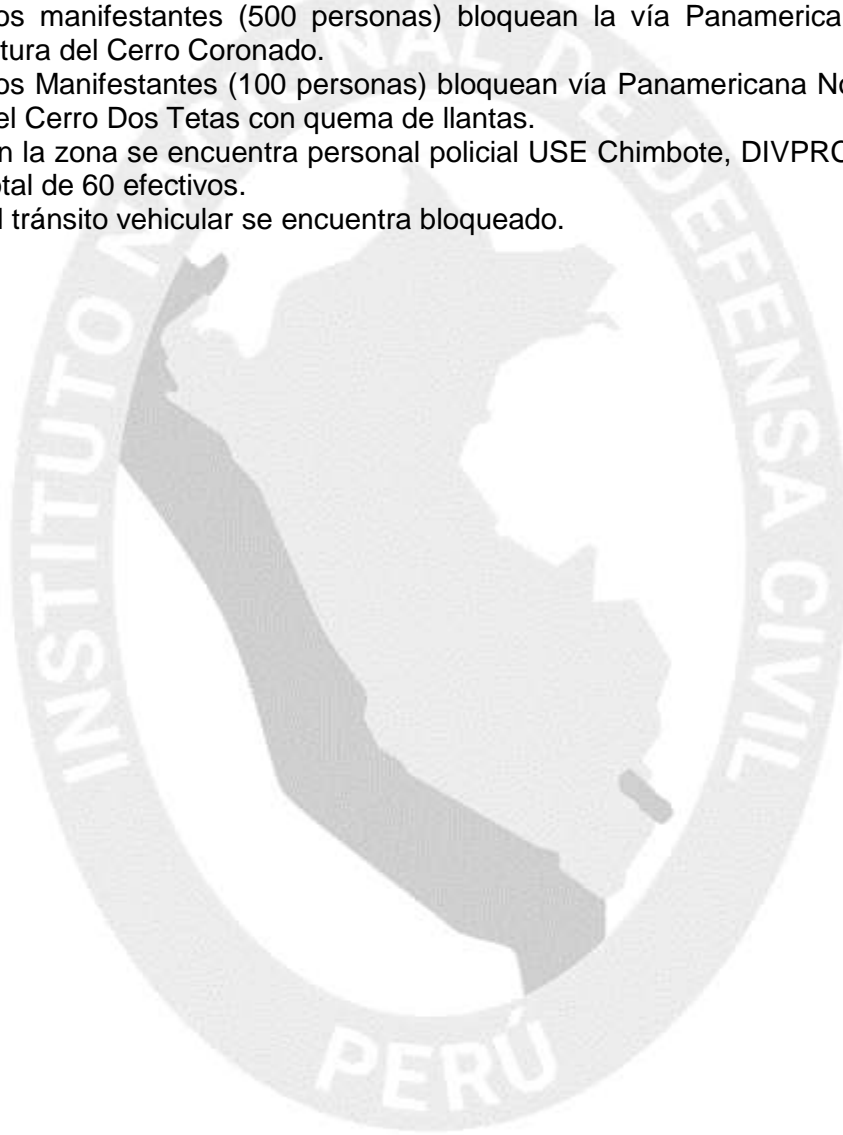 os manifestantes (500 personas) bloquean la vía Panamerica
tura del Cerro Coronado.
os Manifestantes (100 personas) bloquean vía Panamericana No
el Cerro Dos Tetas con quema de llantas.
n la zona se encuentra personal policial USE Chimbote, DIVPRO
otal de 60 efectivos.
l tránsito vehicular se encuentra bloqueado.
INSTITUTO NACIONAL DE DEFENSA CIVIL
PERÚ